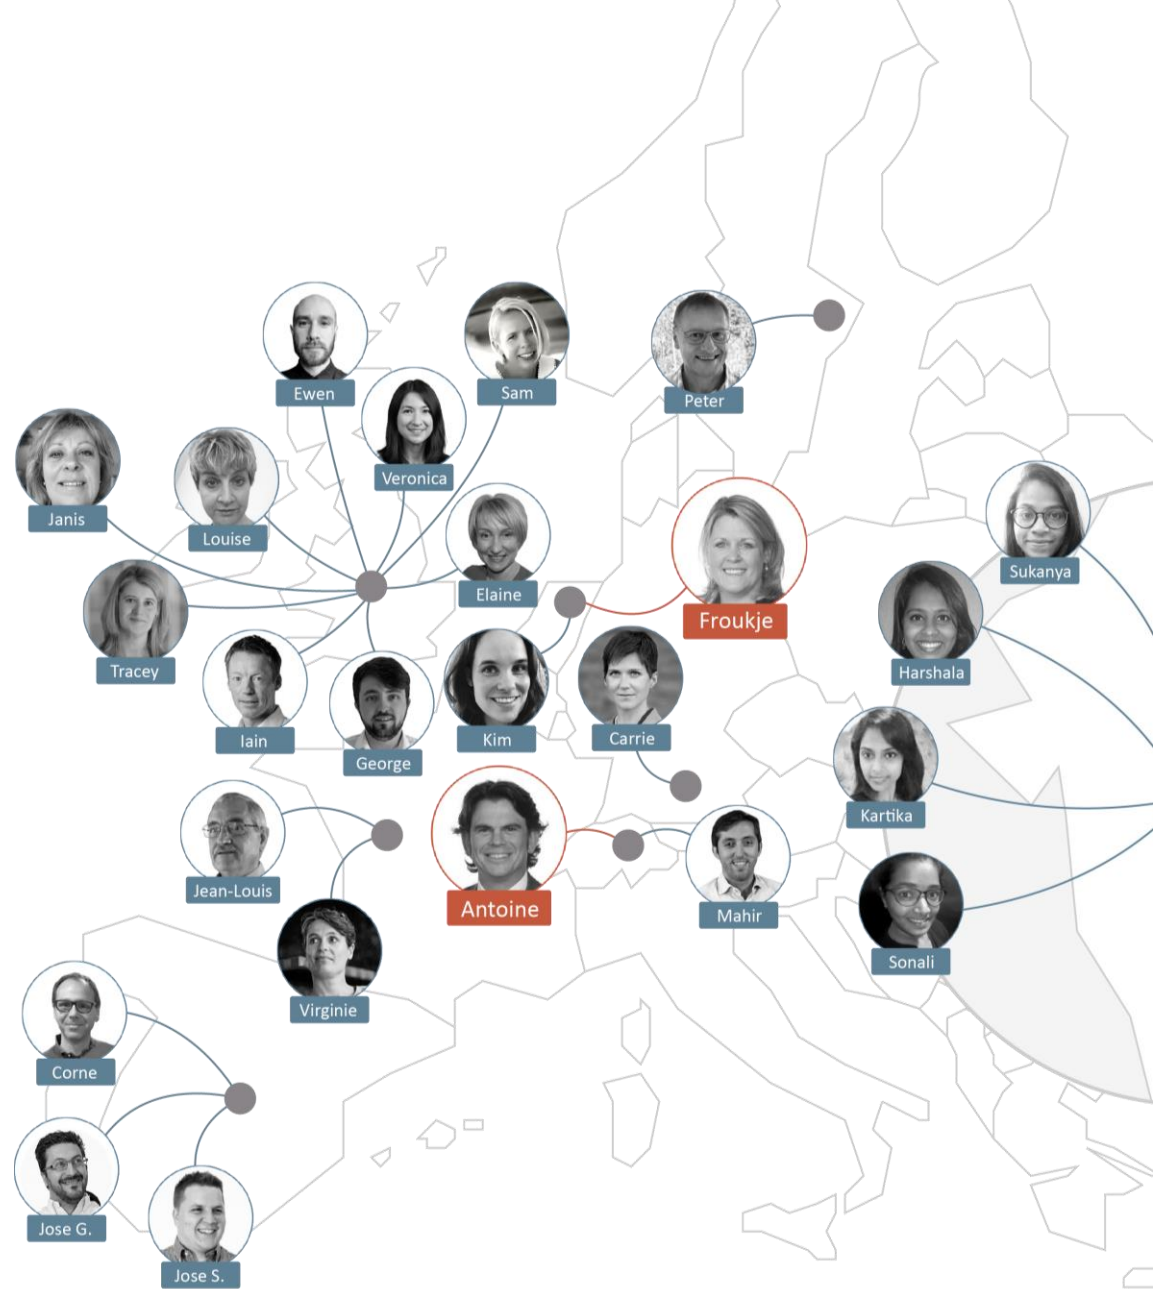 Ewen
Sam
Peter
Veronica
Janis
Louise
Sukanya
Elaine
Froukje
Tracey
Harshala
Iain
Kim
Carrie
George
Kartika
Jean-Louis
Antoine
Mahir
Sonali
Virginie
Corne
Jose G.
Jose S.